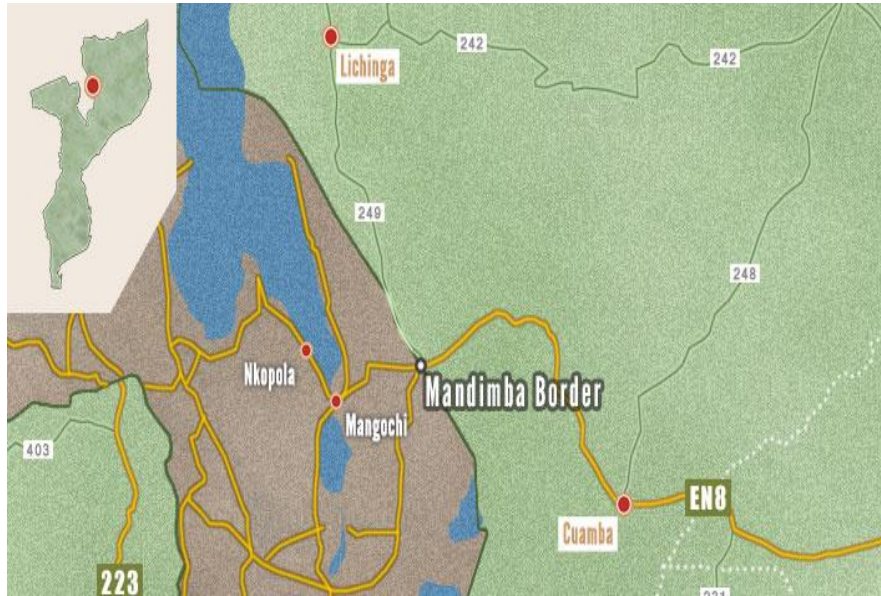 242
Lichinga
242
249
248
Nkopola
Mandimba Border
Mangochi
403
EN8
Cuamba
223